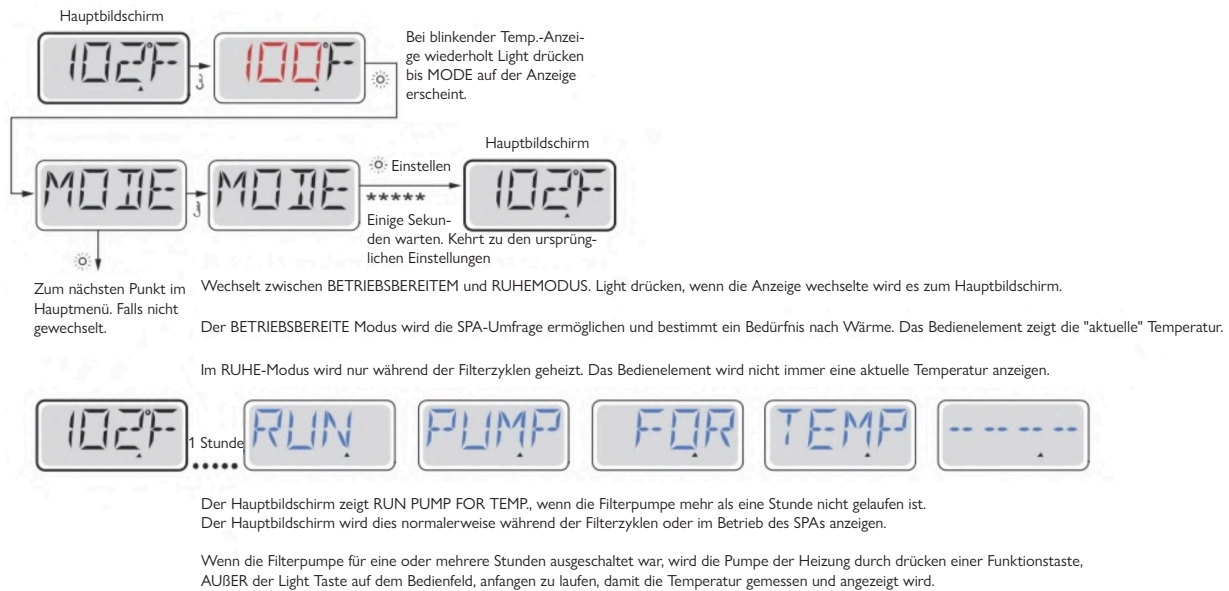 Hauptbildschirm
102°F
100°F
Bei blinkender Temp.-Anzei-
ge wiederholt Light drücken
bis MODE auf der Anzeige
erscheint.
Hauptbildschirm
MODE
MODE
Einstellen
*****
102°F
Einige Sekun-
den warten. Kehrt zu den ursprüng-
lichen Einstellungen
Zum nächsten Punkt im
Hauptmenü. Falls nicht
gewechselt.
Wechselt zwischen BETRIEBSBEREITEM und RUHEMODUS. Light drücken, wenn die Anzeige wechselte wird es zum Hauptbildschirm.
Der BETRIEBSBEREITE Modus wird die SPA-Umfrage ermöglichen und bestimmt ein Bedürfnis nach Wärme. Das Bedienelement zeigt die "aktuelle" Temperatur.
Im RUHE-Modus wird nur während der Filterzyklen geheizt. Das Bedienelement wird nicht immer eine aktuelle Temperatur anzeigen.
102°F
1 Stunde
RUN
PUMP
FOR
TEMP
----
Der Hauptbildschirm zeigt RUN PUMP FOR TEMP., wenn die Filterpumpe mehr als eine Stunde nicht gelaufen ist.
Der Hauptbildschirm wird dies normalerweise während der Filterzyklen oder im Betrieb des SPAs anzeigen.
Wenn die Filterpumpe für eine oder mehrere Stunden ausgeschaltet war, wird die Pumpe der Heizung durch drücken einer Funktionstaste,
AUßER der Light Taste auf dem Bedienfeld, anfangen zu laufen, damit die Temperatur gemessen und angezeigt wird.